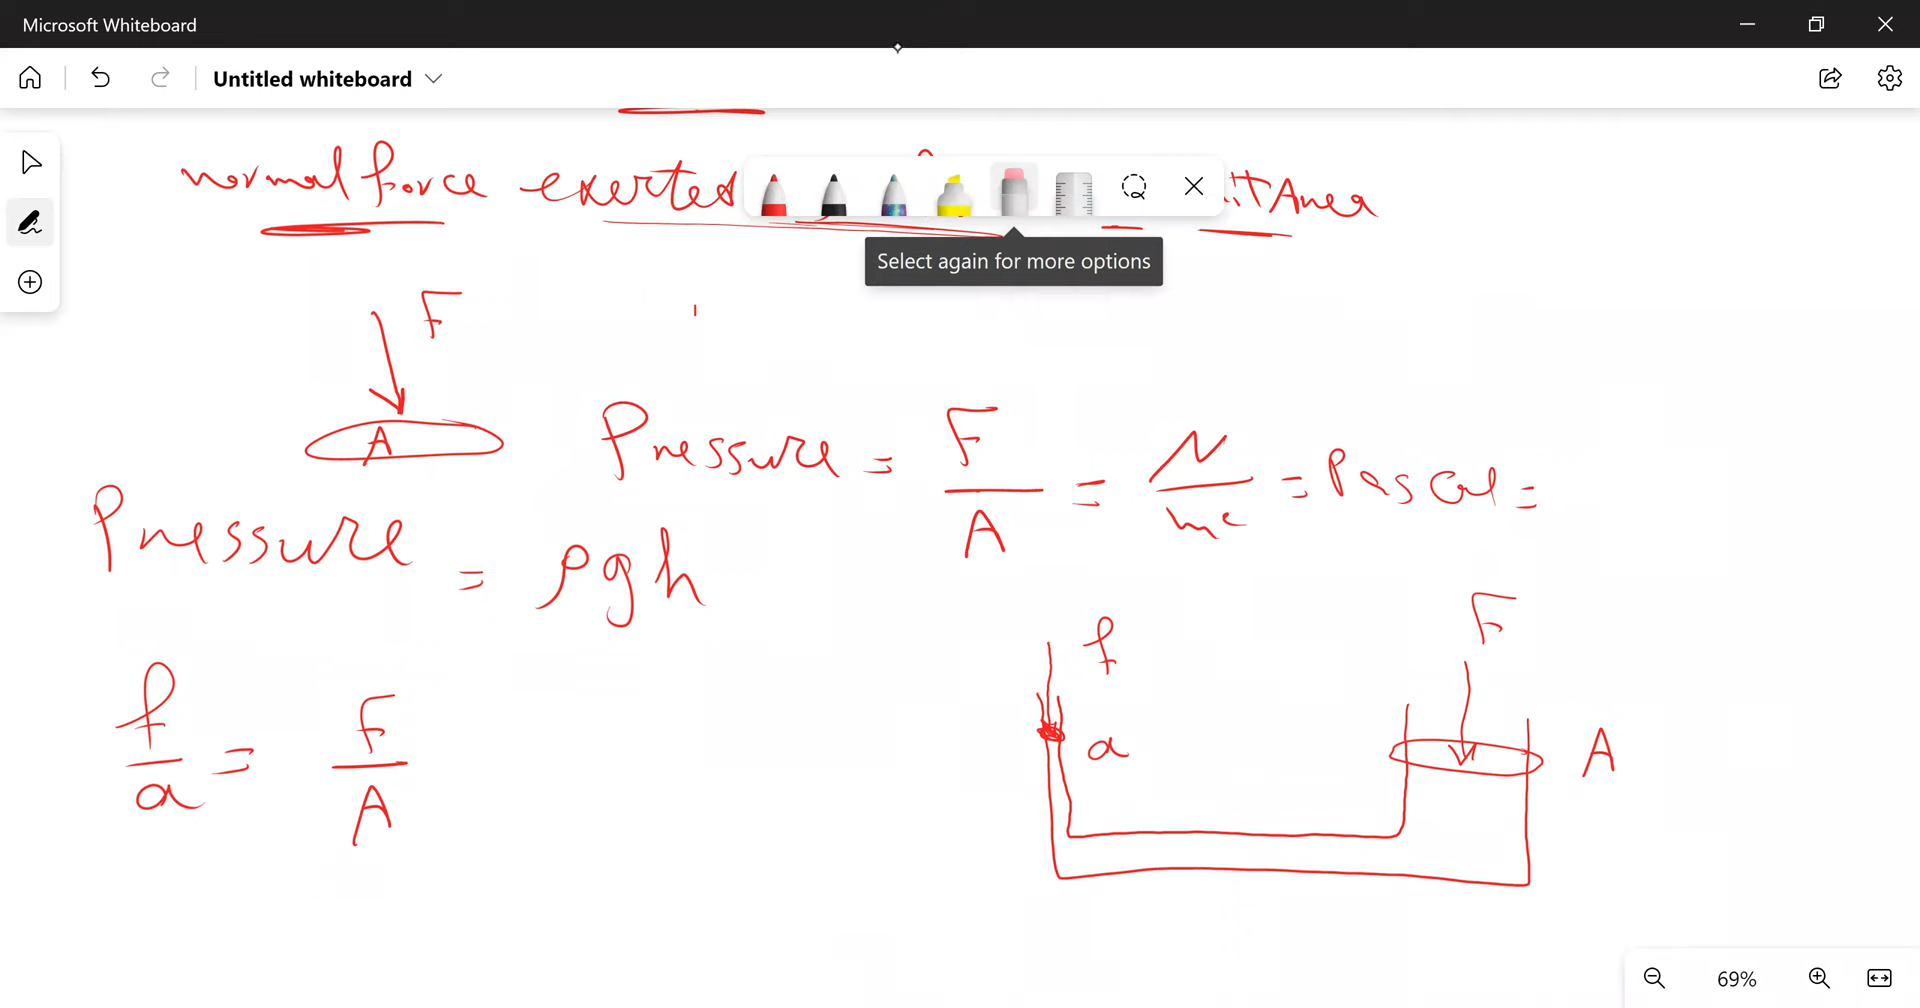 Microsoft Whiteboard
Untitled whiteboard
normal force exerted
it Area
Select again for more options
F
A
Pressure = F/A = N/m² = Pascal =
Pressure = ρgh
f
F
f/a = F/A
a
A
69%